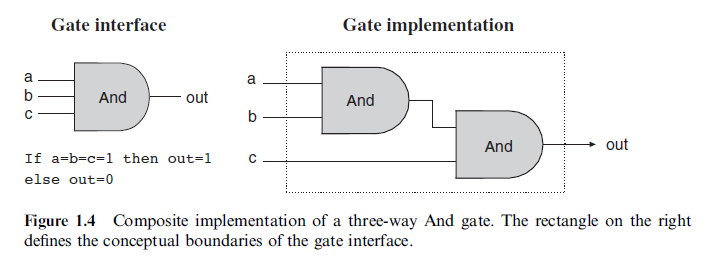 Gate interface
a
b
c
And
out
If a=b=c=1 then out=1
else out=0
Gate implementation
a
b
c
And
And
out
Figure 1.4 Composite implementation of a three-way And gate. The rectangle on the right
defines the conceptual boundaries of the gate interface.